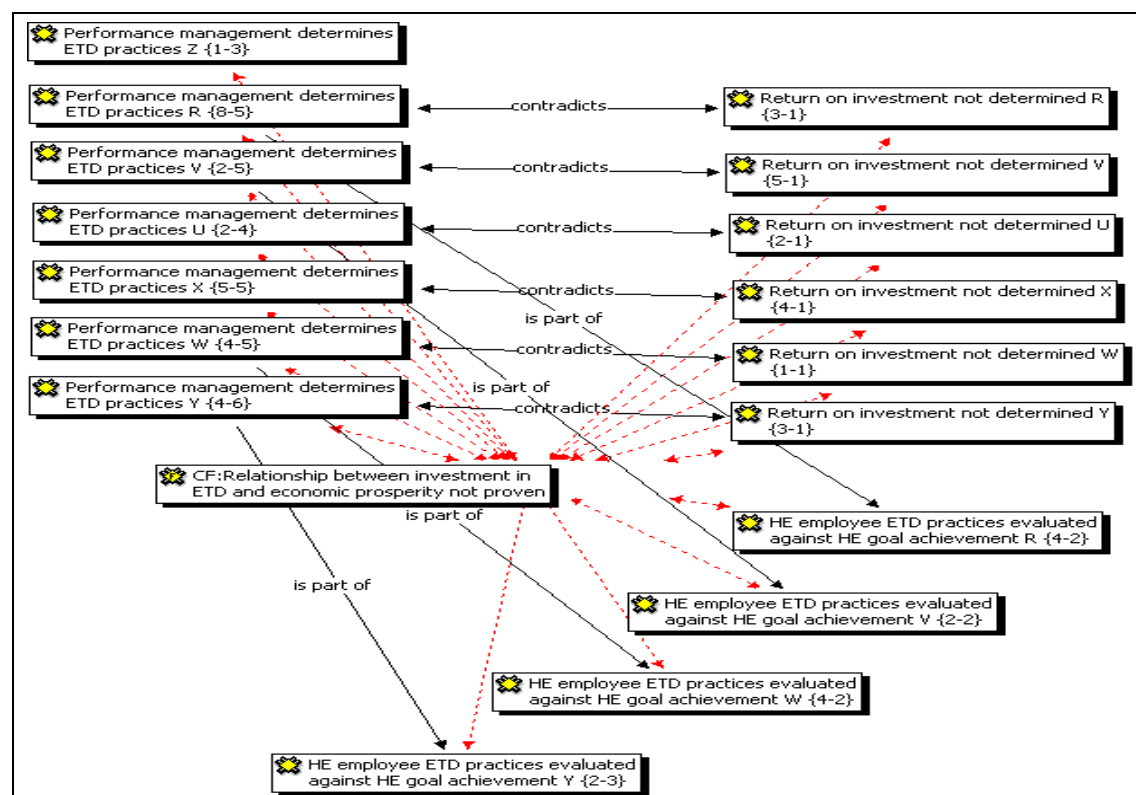 Performance management determines
ETD practices Z {1-3}
Performance management determines
ETD practices R {8-5}
contradicts
Return on investment not determined R
{3-1}
Performance management determines
ETD practices V {2-5}
contradicts
Return on investment not determined V
{5-1}
Performance management determines
ETD practices U {2-4}
contradicts
Return on investment not determined U
{2-1}
Performance management determines
ETD practices X {5-5}
contradicts
Return on investment not determined X
{4-1}
is part of
Performance management determines
ETD practices W {4-5}
contradicts
Return on investment not determined W
{1-1}
is part of
Performance management determines
ETD practices Y {4-6}
contradicts
Return on investment not determined Y
{3-1}
CF:Relationship between investment in
ETD and economic prosperity not proven
is part of
HE employee ETD practices evaluated
against HE goal achievement R {4-2}
is part of
HE employee ETD practices evaluated
against HE goal achievement V {2-2}
HE employee ETD practices evaluated
against HE goal achievement W {4-2}
HE employee ETD practices evaluated
against HE goal achievement Y {2-3}